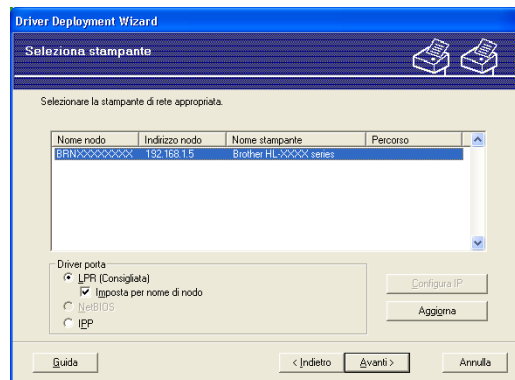 Driver Deployment Wizard
Seleziona stampante
Selezionare la stampante di rete appropriata.
Nome nodo Indirizzo nodo Nome stampante Percorso
BRNXXXXXXXX 192.168.1.5 Brother HL-XXXX series
Driver porta
LPR (Consigliata)
Imposta per nome di nodo
NetBIOS
IPP
Configura IP
Aggiorna
Guida < Indietro Avanti > Annulla